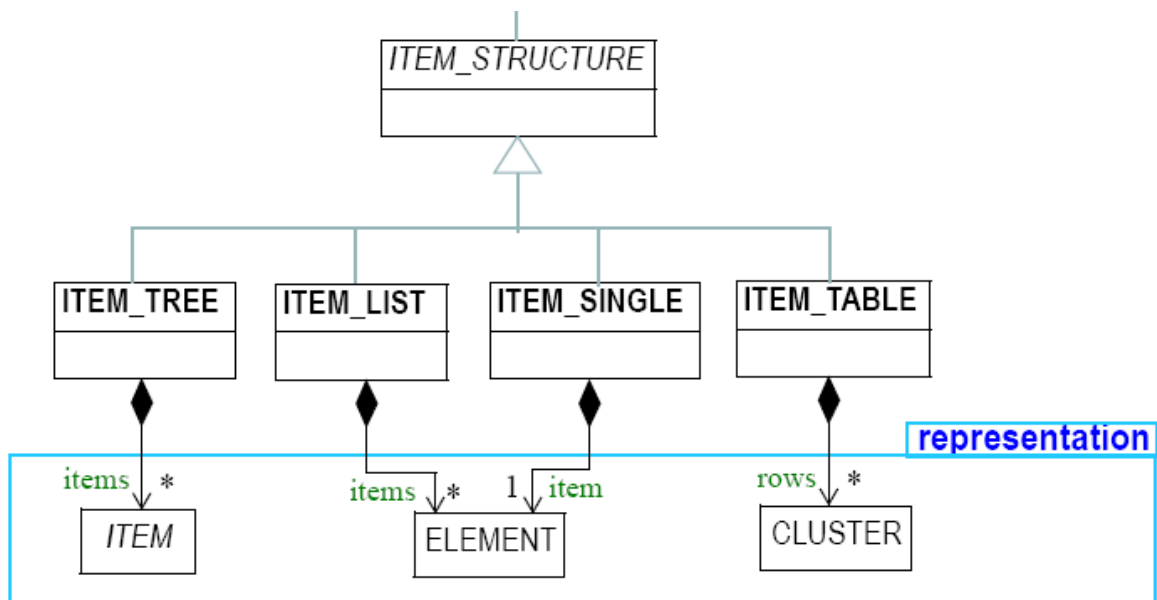 ITEM_STRUCTURE
ITEM_TREE
ITEM_LIST
ITEM_SINGLE
ITEM_TABLE
representation
items *
items *
1 item
rows *
ITEM
ELEMENT
CLUSTER